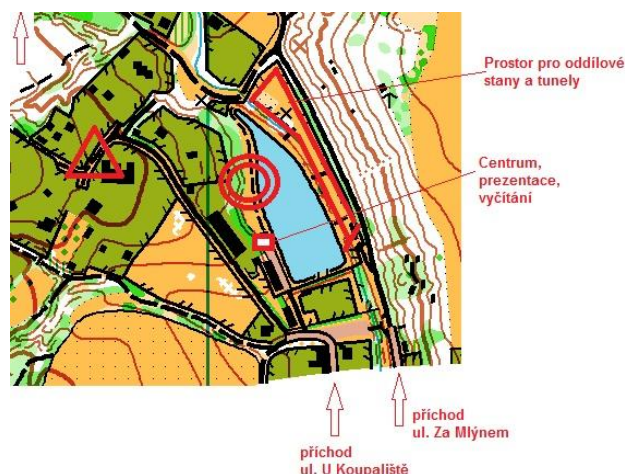 Prostor pro oddílové
stany a tunely
Centrum,
prezentace,
vyčítání
příchod
ul. Za Mlýnem
příchod
ul. U Koupaliště